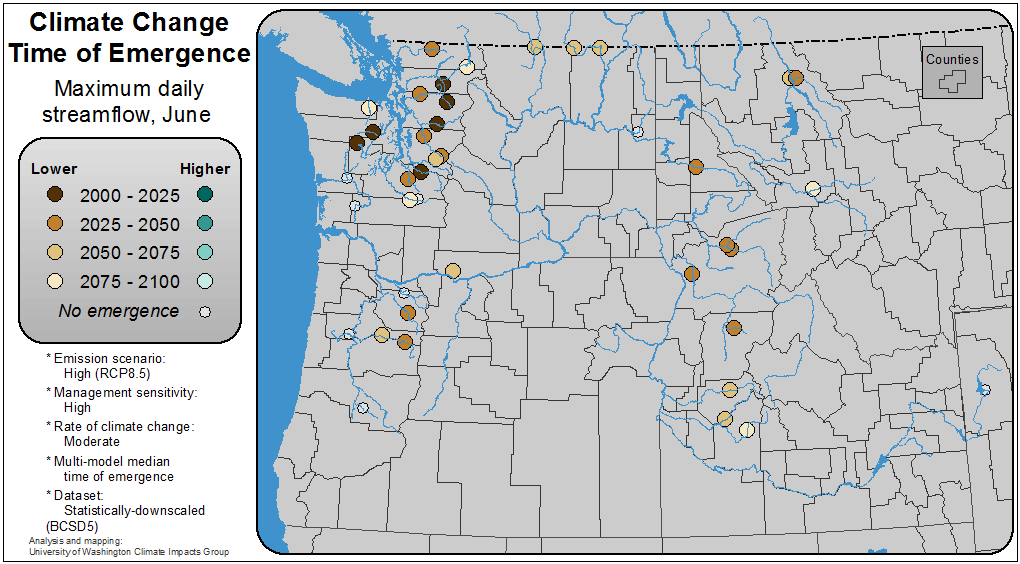 Climate Change
Time of Emergence
Maximum daily
streamflow, June
Lower Higher
2000 - 2025
2025 - 2050
2050 - 2075
2075 - 2100
No emergence
* Emission scenario:
High (RCP8.5)
* Management sensitivity:
High
* Rate of climate change:
Moderate
* Multi-model median
time of emergence
* Dataset:
Statistically-downscaled
(BCSD5)
Analysis and mapping:
University of Washington Climate Impacts Group
Counties